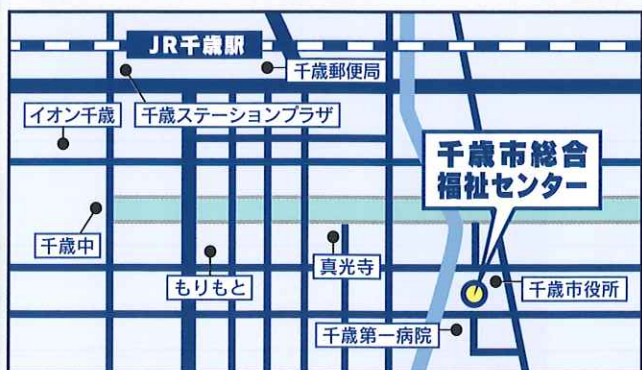 JR千歳駅
千歳郵便局
イオン千歳
千歳ステーションプラザ
千歳市総合
福祉センター
千歳中
もりもと
真光寺
千歳市役所
千歳第一病院